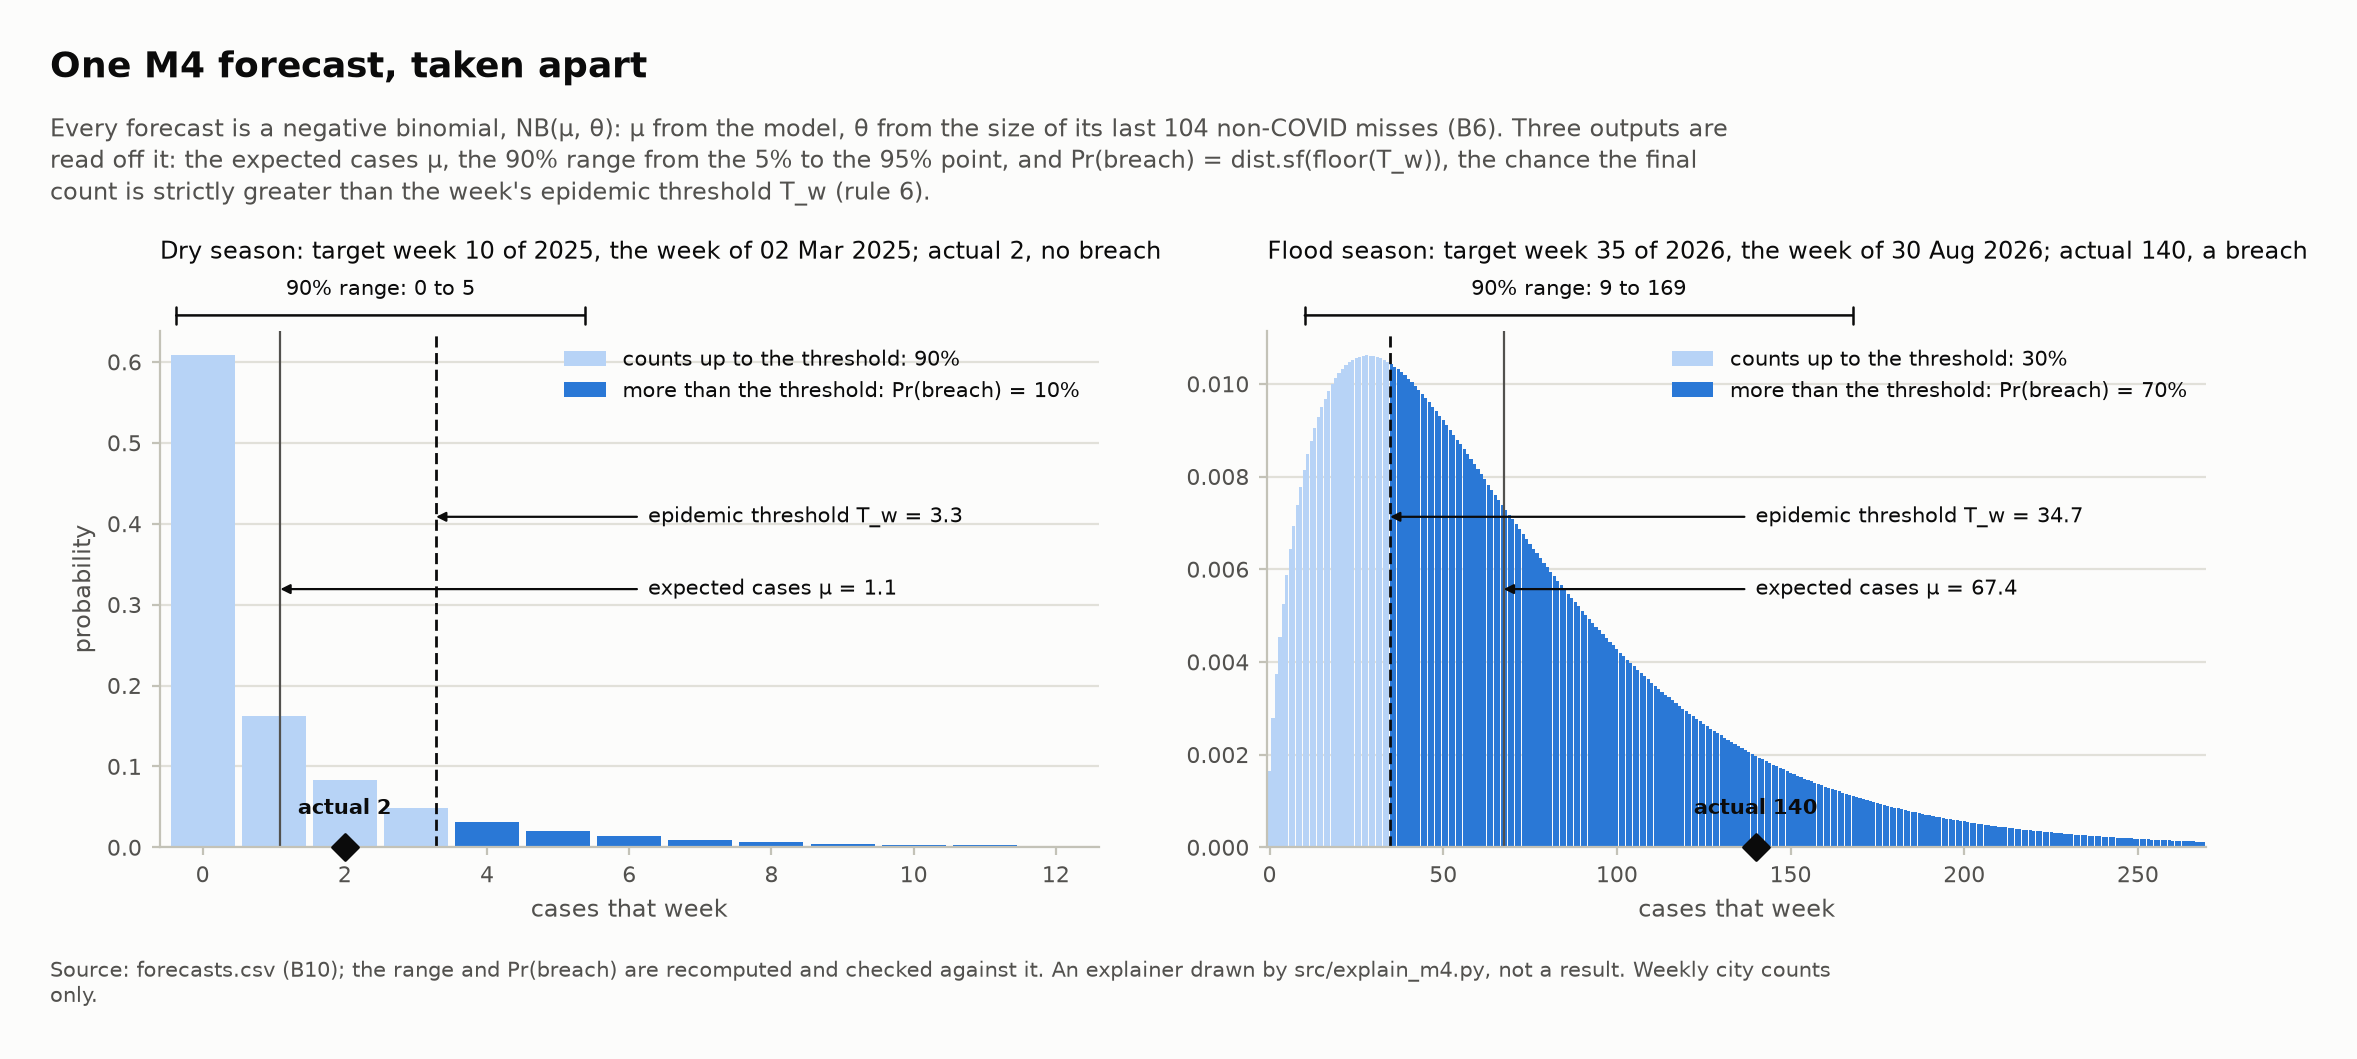 One M4 forecast, taken apart
Every forecast is a negative binomial, NB(μ, θ): μ from the model, θ from the size of its last 104 non-COVID misses (B6). Three outputs are
read off it: the expected cases μ, the 90% range from the 5% to the 95% point, and Pr(breach) = dist.sf(floor(T_w)), the chance the final
count is strictly greater than the week's epidemic threshold T_w (rule 6).
Dry season: target week 10 of 2025, the week of 02 Mar 2025; actual 2, no breach
90% range: 0 to 5
counts up to the threshold: 90%
more than the threshold: Pr(breach) = 10%
epidemic threshold T_w = 3.3
expected cases μ = 1.1
actual 2
0.6
0.5
0.4
0.3
0.2
0.1
0.0
probability
0 2 4 6 8 10 12
cases that week
Flood season: target week 35 of 2026, the week of 30 Aug 2026; actual 140, a breach
90% range: 9 to 169
counts up to the threshold: 30%
more than the threshold: Pr(breach) = 70%
epidemic threshold T_w = 34.7
expected cases μ = 67.4
actual 140
0.010
0.008
0.006
0.004
0.002
0.000
0 50 100 150 200 250
cases that week
Source: forecasts.csv (B10); the range and Pr(breach) are recomputed and checked against it. An explainer drawn by src/explain_m4.py, not a result. Weekly city counts
only.